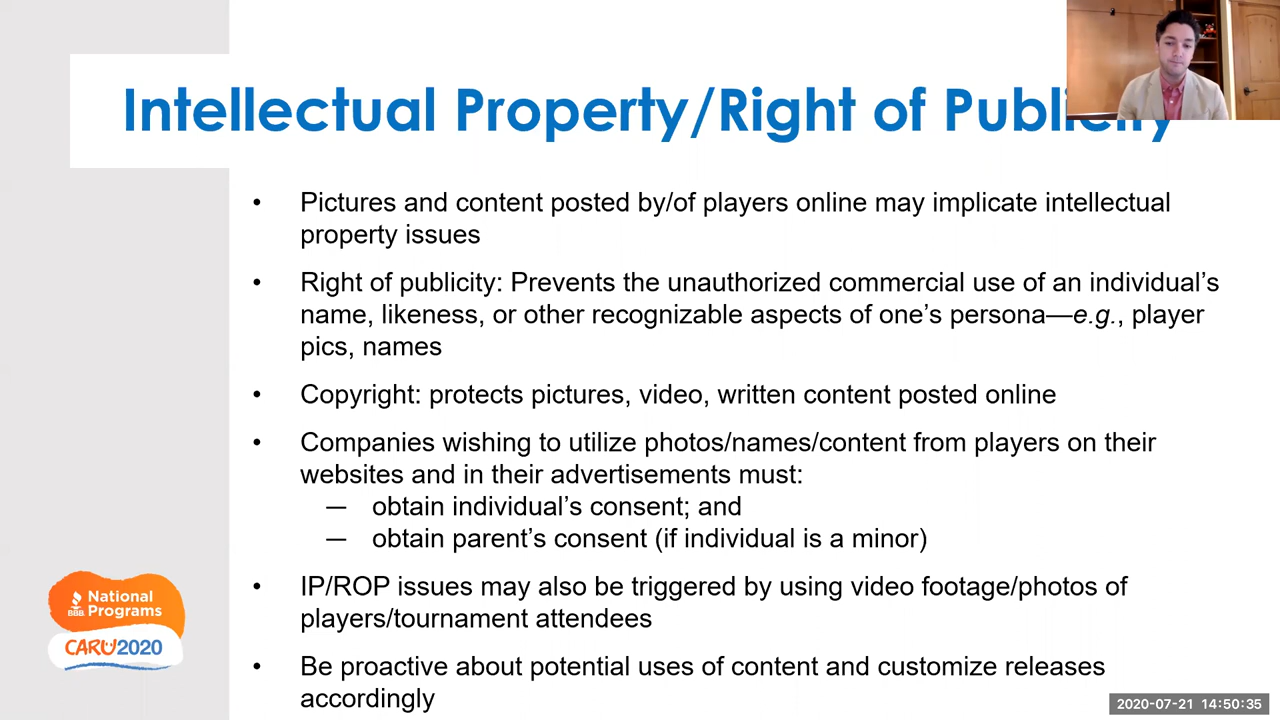 Intellectual Property/Right of Publicity
• Pictures and content posted by/of players online may implicate intellectual
property issues
• Right of publicity: Prevents the unauthorized commercial use of an individual’s
name, likeness, or other recognizable aspects of one’s persona—e.g., player
pics, names
• Copyright: protects pictures, video, written content posted online
• Companies wishing to utilize photos/names/content from players on their
websites and in their advertisements must:
— obtain individual’s consent; and
— obtain parent’s consent (if individual is a minor)
• IP/ROP issues may also be triggered by using video footage/photos of
players/tournament attendees
• Be proactive about potential uses of content and customize releases
accordingly
BBB National
Programs
CARU2020
2020-07-21 14:50:35